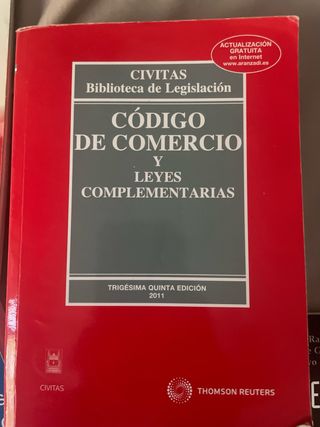 ACTUALIZACIÓN
GRATUITA
en Internet
www.aranzadi.es
CIVITAS
Biblioteca de Legislación
CÓDIGO
DE COMERCIO
Y
LEYES
COMPLEMENTARIAS
TRIGÉSIMA QUINTA EDICIÓN
2011
CIVITAS
THOMSON REUTERS